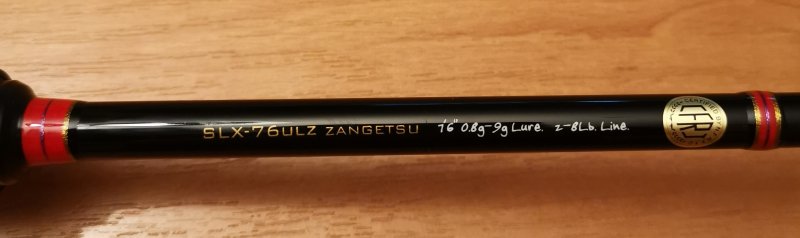 SLX-76ULZ ZANGETSU 7'6" 0.8g-9g Lure. 2-8Lb. Line.
CFRJ